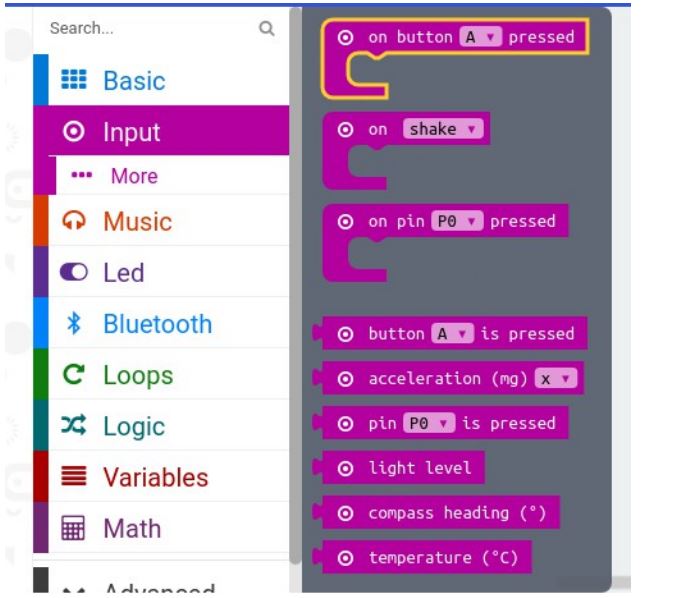 Search...
Basic
Input
More
Music
Led
Bluetooth
Loops
Logic
Variables
Math
Advanced
on button A pressed
on shake
on pin P0 pressed
button A is pressed
acceleration (mg) x
pin P0 is pressed
light level
compass heading (°)
temperature (°C)